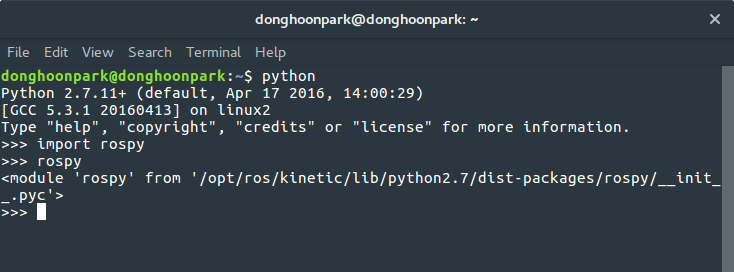 donghoonpark@donghoonpark: ~
File Edit View Search Terminal Help
donghoonpark@donghoonpark:~$ python
Python 2.7.11+ (default, Apr 17 2016, 14:00:29)
[GCC 5.3.1 20160413] on linux2
Type "help", "copyright", "credits" or "license" for more information.
>>> import rospy
>>> rospy
<module 'rospy' from '/opt/ros/kinetic/lib/python2.7/dist-packages/rospy/__init_
_.pyc'>
>>>